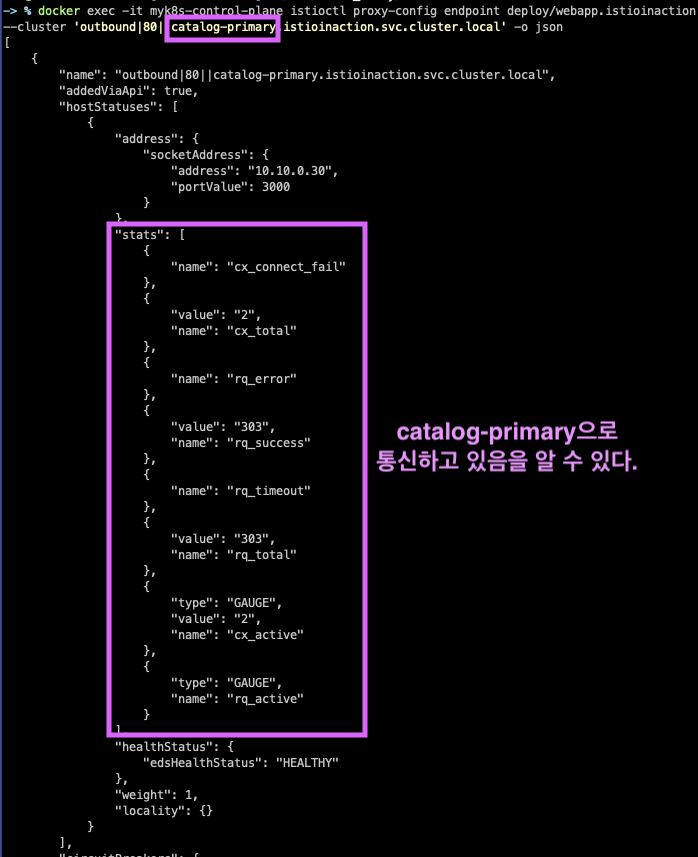 -> % docker exec -it myk8s-control-plane istioctl proxy-config endpoint deploy/webapp.istioinaction
--cluster 'outbound|80||catalog-primary.istioinaction.svc.cluster.local' -o json
[
    {
        "name": "outbound|80||catalog-primary.istioinaction.svc.cluster.local",
        "addedViaApi": true,
        "hostStatuses": [
            {
                "address": {
                    "socketAddress": {
                        "address": "10.10.0.30",
                        "portValue": 3000
                    }
                },
                "stats": [
                    {
                        "name": "cx_connect_fail"
                    },
                    {
                        "value": "2",
                        "name": "cx_total"
                    },
                    {
                        "name": "rq_error"
                    },
                    {
                        "value": "303",
                        "name": "rq_success"
                    },
                    {
                        "name": "rq_timeout"
                    },
                    {
                        "value": "303",
                        "name": "rq_total"
                    },
                    {
                        "type": "GAUGE",
                        "value": "2",
                        "name": "cx_active"
                    },
                    {
                        "type": "GAUGE",
                        "name": "rq_active"
                    }
                ],
                "healthStatus": {
                    "edsHealthStatus": "HEALTHY"
                },
                "weight": 1,
                "locality": {}
            }
        ],
        "circuitBreakers": {
catalog-primary으로
통신하고 있음을 알 수 있다.